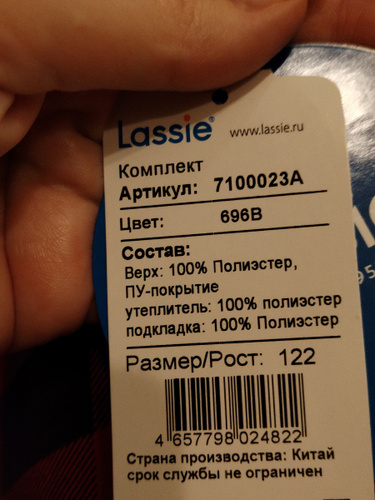 Lassie® www.lassie.ru
Комплект
Артикул: 7100023A
Цвет: 696B
Состав:
Верх: 100% Полиэстер,
ПУ-покрытие
утеплитель: 100% полиэстер
подкладка: 100% Полиэстер
Размер/Рост: 122
4 657798 024822
Страна производства: Китай
срок службы не ограничен